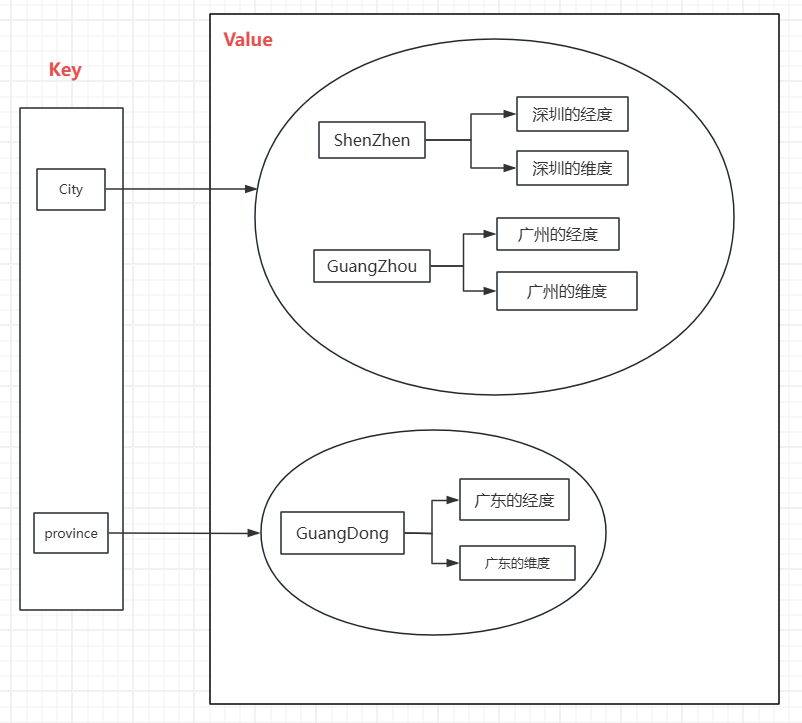 Key
Value
City
ShenZhen
深圳的经度
深圳的维度
GuangZhou
广州的经度
广州的维度
province
GuangDong
广东的经度
广东的维度